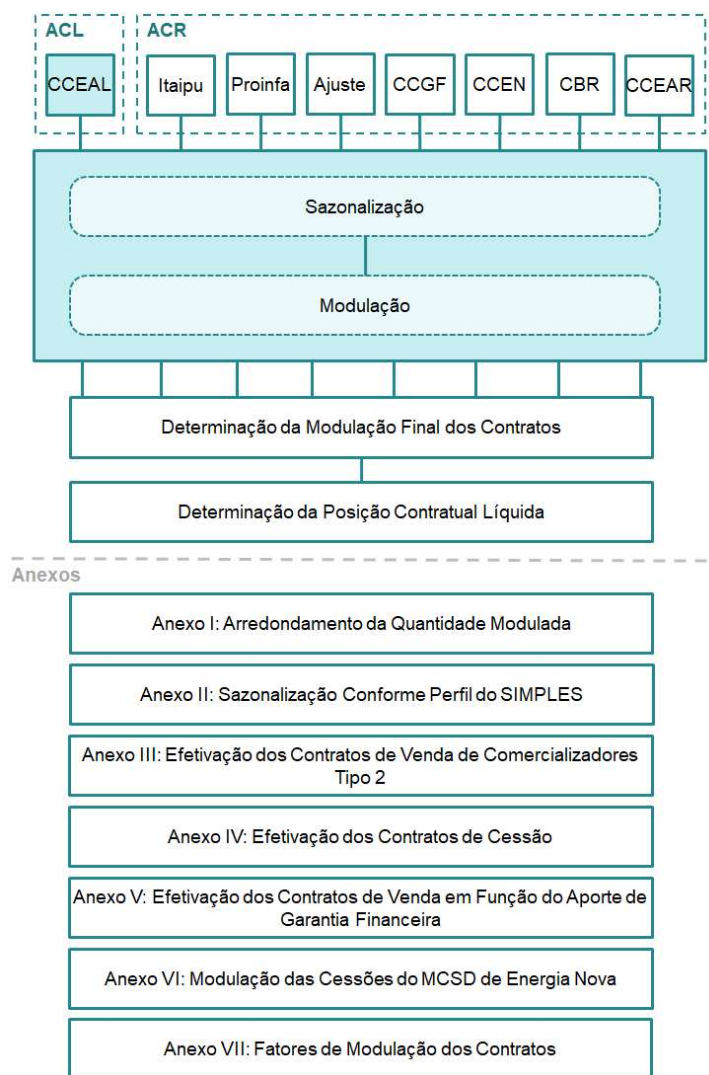 ACL
ACR
CCEAL
Itaipu
Proinfa
Ajuste
CCGF
CCEN
CBR
CCEAR
Sazonalização
Modulação
Determinação da Modulação Final dos Contratos
Determinação da Posição Contratual Líquida
Anexos
Anexo I: Arredondamento da Quantidade Modulada
Anexo II: Sazonalização Conforme Perfil do SIMPLES
Anexo III: Efetivação dos Contratos de Venda de Comercializadores
Tipo 2
Anexo IV: Efetivação dos Contratos de Cessão
Anexo V: Efetivação dos Contratos de Venda em Função do Aporte de
Garantia Financeira
Anexo VI: Modulação das Cessões do MCSD de Energia Nova
Anexo VII: Fatores de Modulação dos Contratos